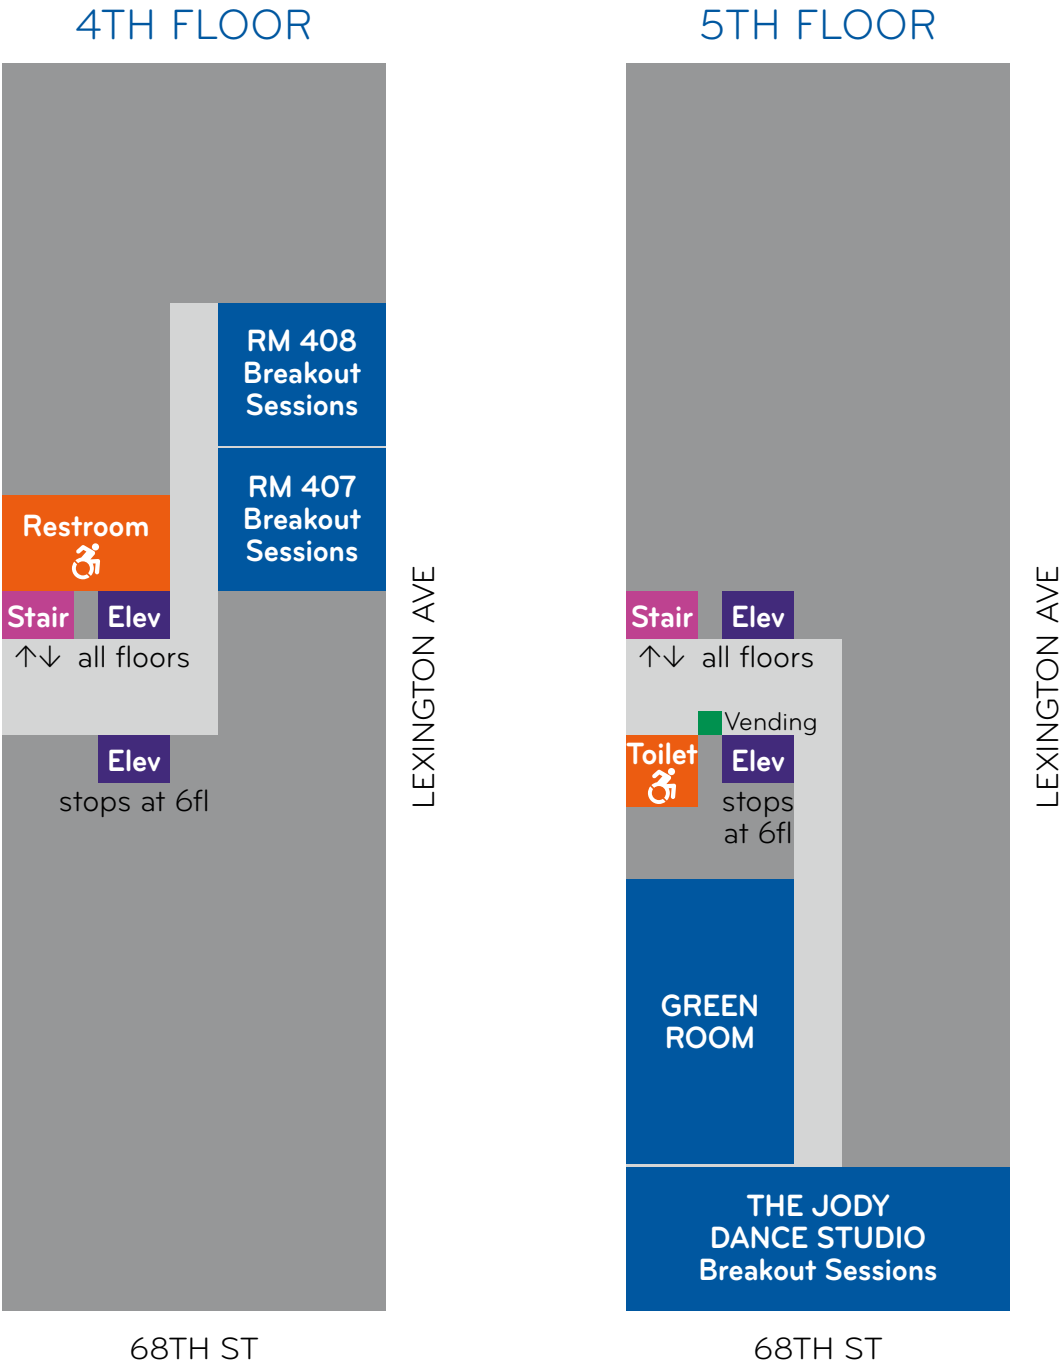 4TH FLOOR
RM 408
Breakout
Sessions
RM 407
Breakout
Sessions
Restroom
Stair
Elev
↑↓ all floors
Elev
stops at 6fl
LEXINGTON AVE
68TH ST
5TH FLOOR
Stair
Elev
↑↓ all floors
Vending
Toilet
Elev
stops
at 6fl
GREEN
ROOM
THE JODY
DANCE STUDIO
Breakout Sessions
LEXINGTON AVE
68TH ST